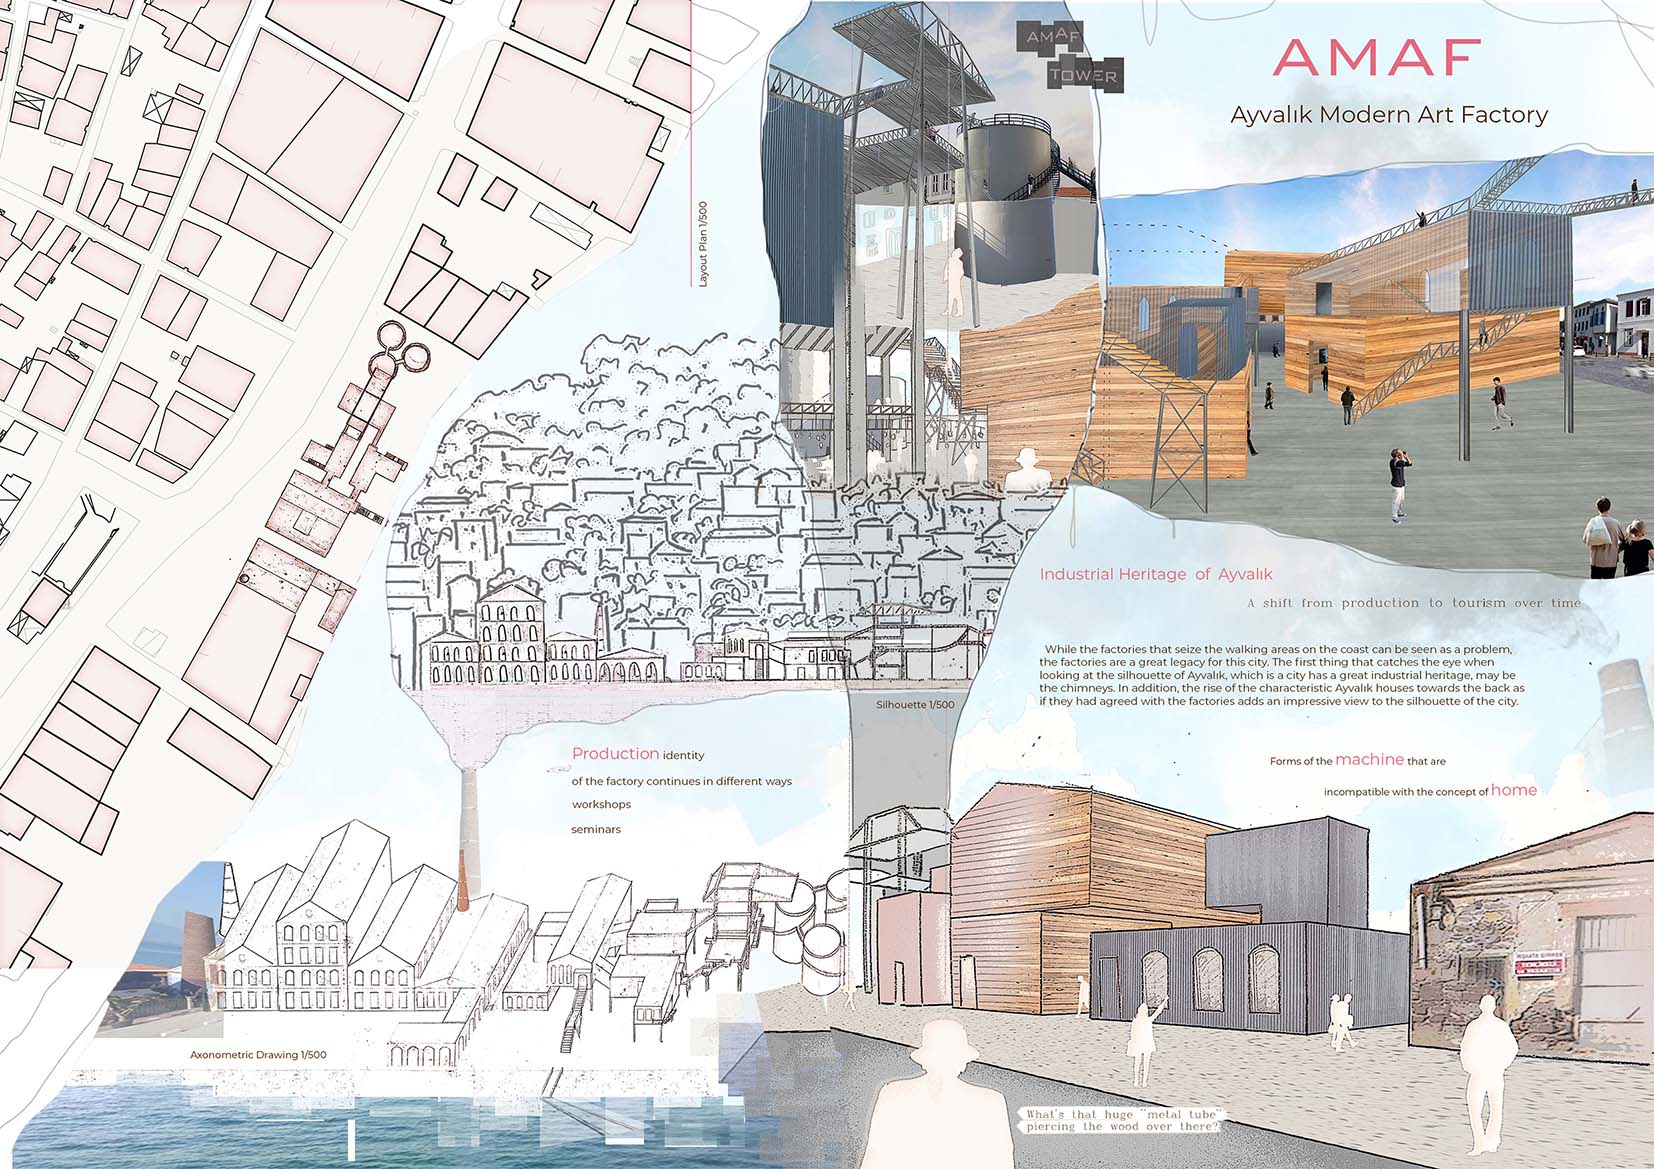 AMAF
TOWER
AMAF
Ayvalık Modern Art Factory
Layout Plan 1/500
Industrial Heritage of Ayvalık
A shift from production to tourism over time
While the factories that seize the walking areas on the coast can be seen as a problem,
the factories are a great legacy for this city. The first thing that catches the eye when
looking at the silhouette of Ayvalık, which is a city has a great industrial heritage, may be
the chimneys. In addition, the rise of the characteristic Ayvalık houses towards the back as
if they had agreed with the factories adds an impressive view to the silhouette of the city.
Silhouette 1/500
Production identity
of the factory continues in different ways
workshops
seminars
Forms of the machine that are
incompatible with the concept of home
Axonometric Drawing 1/500
What's that huge "metal tube"
piercing the wood over there?